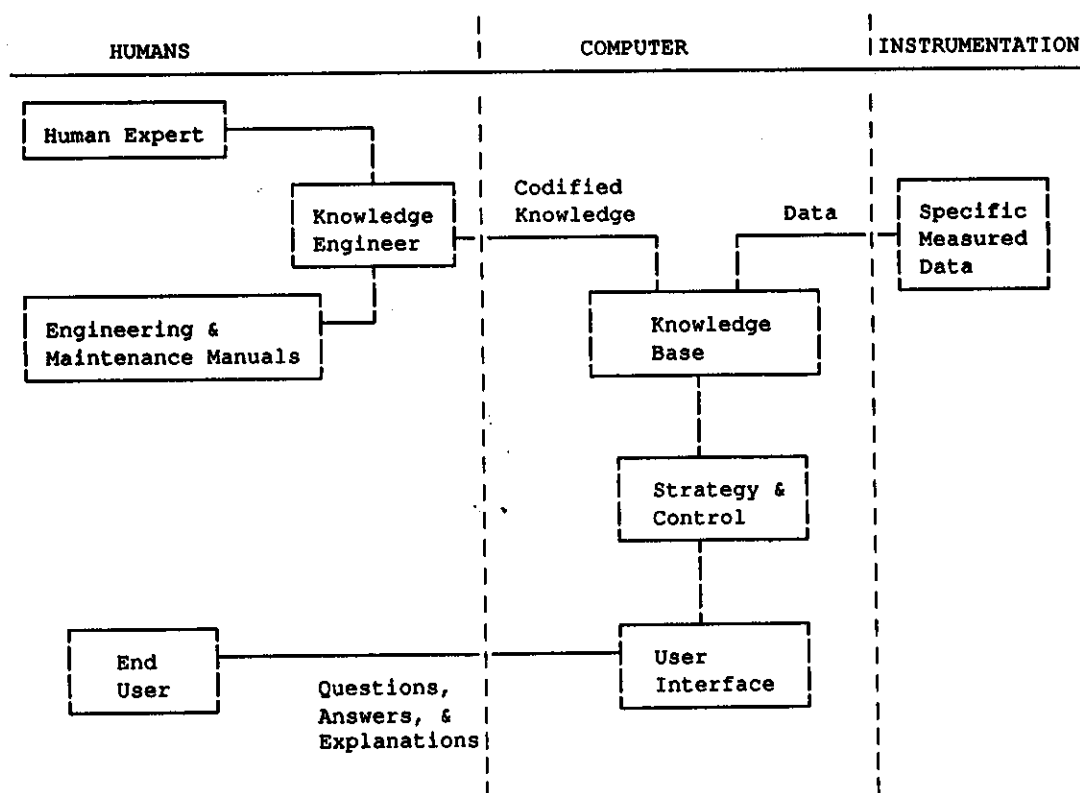 HUMANS
COMPUTER
INSTRUMENTATION
Human Expert
Knowledge
Engineer
Codified
Knowledge
Data
Specific
Measured
Data
Engineering &
Maintenance Manuals
Knowledge
Base
Strategy &
Control
End
User
User
Interface
Questions,
Answers, &
Explanations